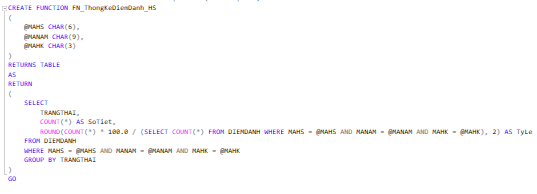 CREATE FUNCTION FN_ThongKeDiemDanh_HS
(
@MAHS CHAR(6),
@MANAM CHAR(9),
@MAHK CHAR(3)
)
RETURNS TABLE
AS
RETURN
(
SELECT
TRANGTHAI,
COUNT(*) AS SoTiet,
ROUND(COUNT(*) * 100.0 / (SELECT COUNT(*) FROM DIEMDANH WHERE MAHS = @MAHS AND MANAM = @MANAM AND MAHK = @MAHK), 2) AS TyLe
FROM DIEMDANH
WHERE MAHS = @MAHS AND MANAM = @MANAM AND MAHK = @MAHK
GROUP BY TRANGTHAI
)
GO